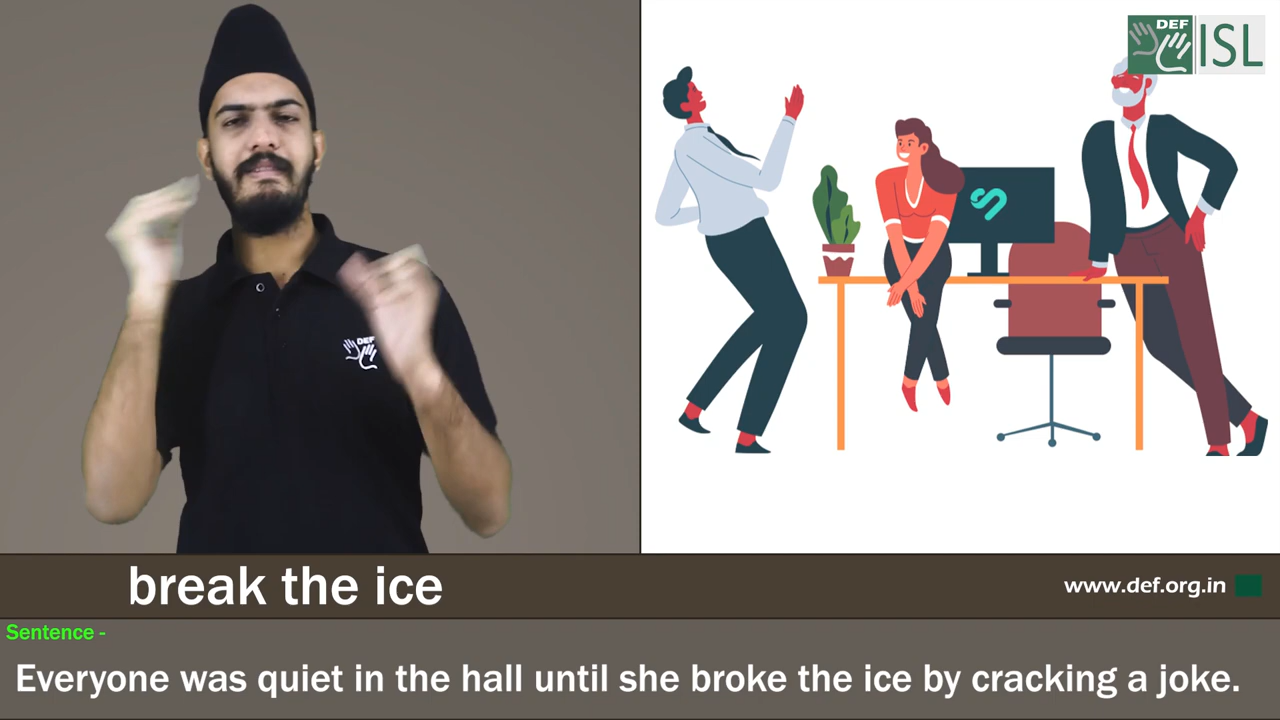 DEF
ISL
DEF
break the ice
www.def.org.in
Sentence -
Everyone was quiet in the hall until she broke the ice by cracking a joke.